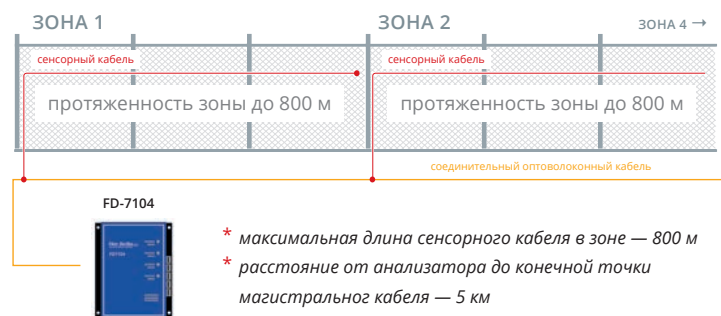 ЗОНА 1
ЗОНА 2
ЗОНА 4 →
сенсорный кабель
сенсорный кабель
протяженность зоны до 800 м
протяженность зоны до 800 м
соединительный оптоволоконный кабель
FD-7104
* максимальная длина сенсорного кабеля в зоне — 800 м
* расстояние от анализатора до конечной точки
магистральног кабеля — 5 км